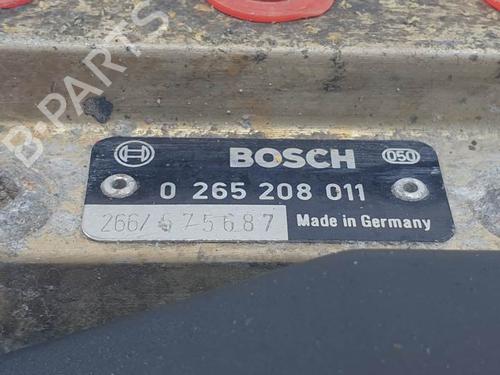 BOSCH
050
0 265 208 011
266/675687
Made in Germany
B-PARTS